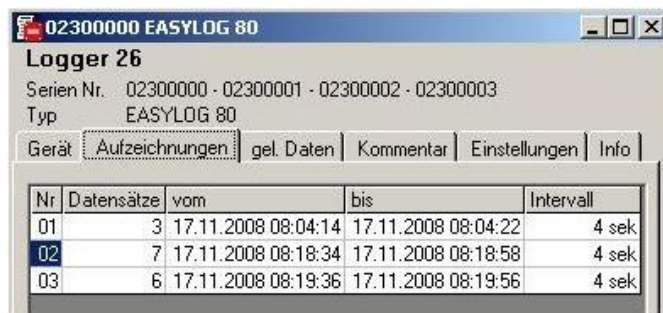 02300000 EASYLOG 80
Logger 26
Serien Nr. 02300000 - 02300001 - 02300002 - 02300003
Typ EASYLOG 80
Gerät Aufzeichnungen gel. Daten Kommentar Einstellungen Info
Nr Datensätze vom bis Intervall
01 3 17.11.2008 08:04:14 17.11.2008 08:04:22 4 sek
02 7 17.11.2008 08:18:34 17.11.2008 08:18:58 4 sek
03 6 17.11.2008 08:19:36 17.11.2008 08:19:56 4 sek